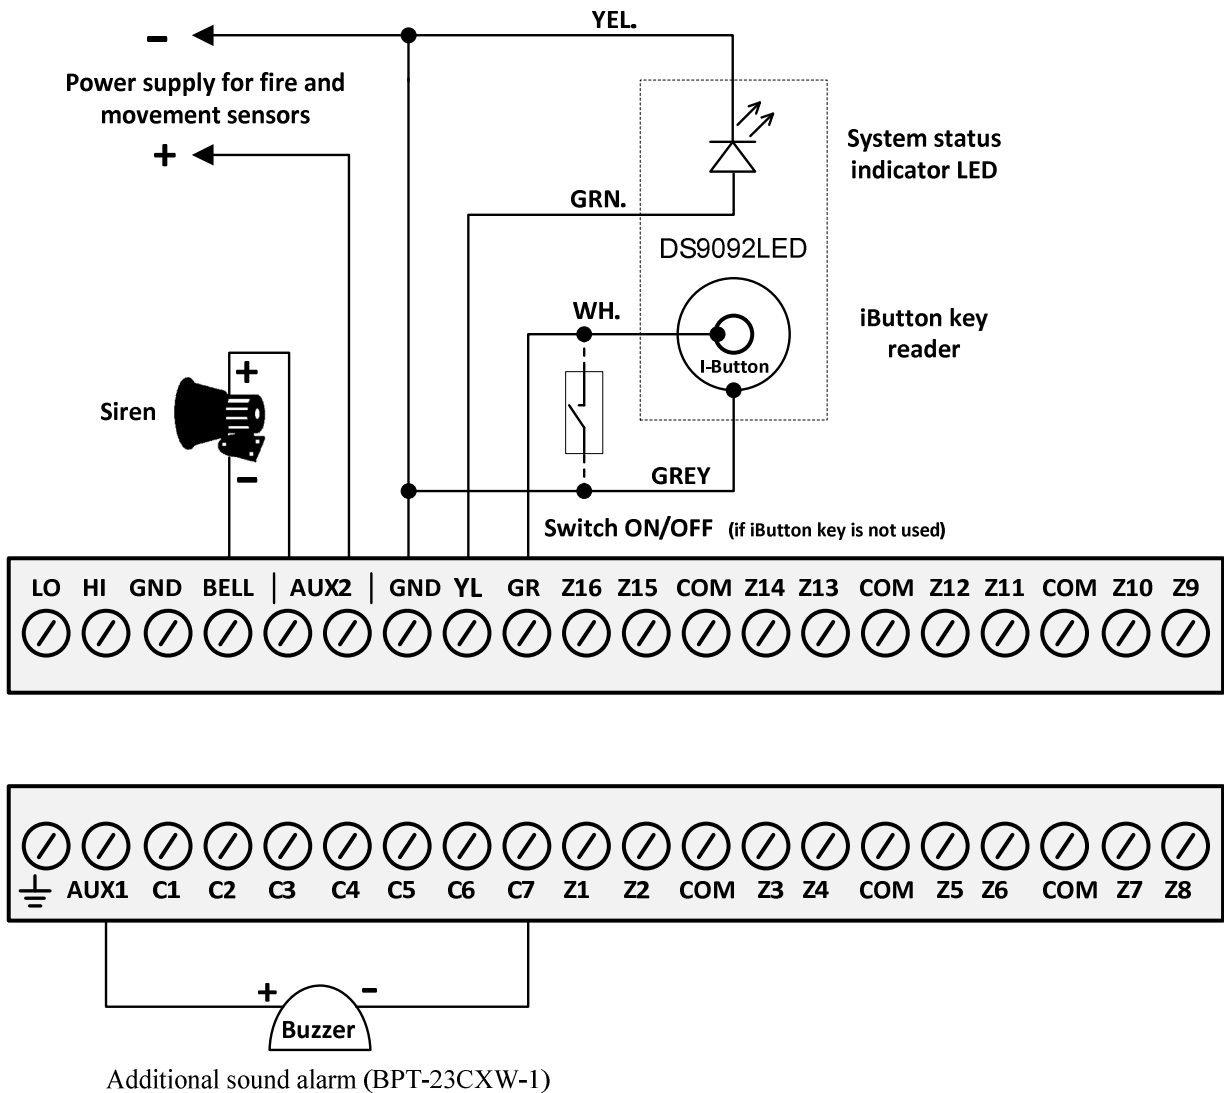 YEL.
−
Power supply for fire and
movement sensors
+
System status
indicator LED
GRN.
DS9092LED
WH.
iButton key
reader
I-Button
+
Siren
−
GREY
Switch ON/OFF (if iButton key is not used)
LO HI GND BELL | AUX2 | GND YL GR Z16 Z15 COM Z14 Z13 COM Z12 Z11 COM Z10 Z9
AUX1 C1 C2 C3 C4 C5 C6 C7 Z1 Z2 COM Z3 Z4 COM Z5 Z6 COM Z7 Z8
+ −
Buzzer
Additional sound alarm (BPT-23CXW-1)